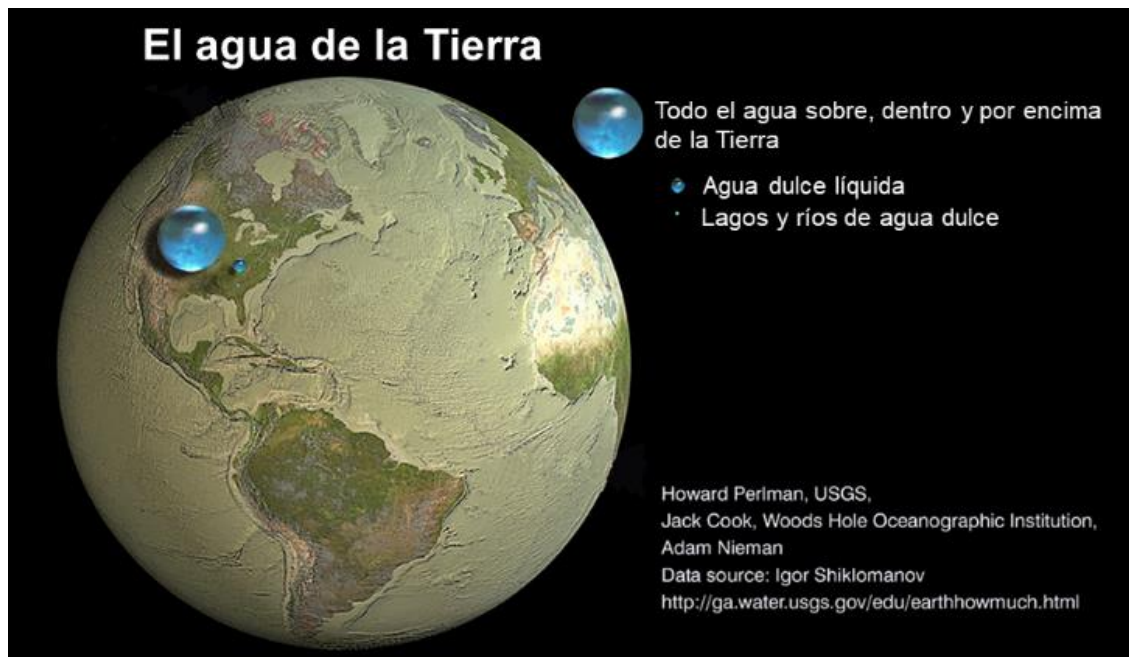 El agua de la Tierra
Todo el agua sobre, dentro y por encima
de la Tierra
Agua dulce líquida
Lagos y ríos de agua dulce
Howard Perlman, USGS,
Jack Cook, Woods Hole Oceanographic Institution,
Adam Nieman
Data source: Igor Shiklomanov
http://ga.water.usgs.gov/edu/earthhowmuch.html